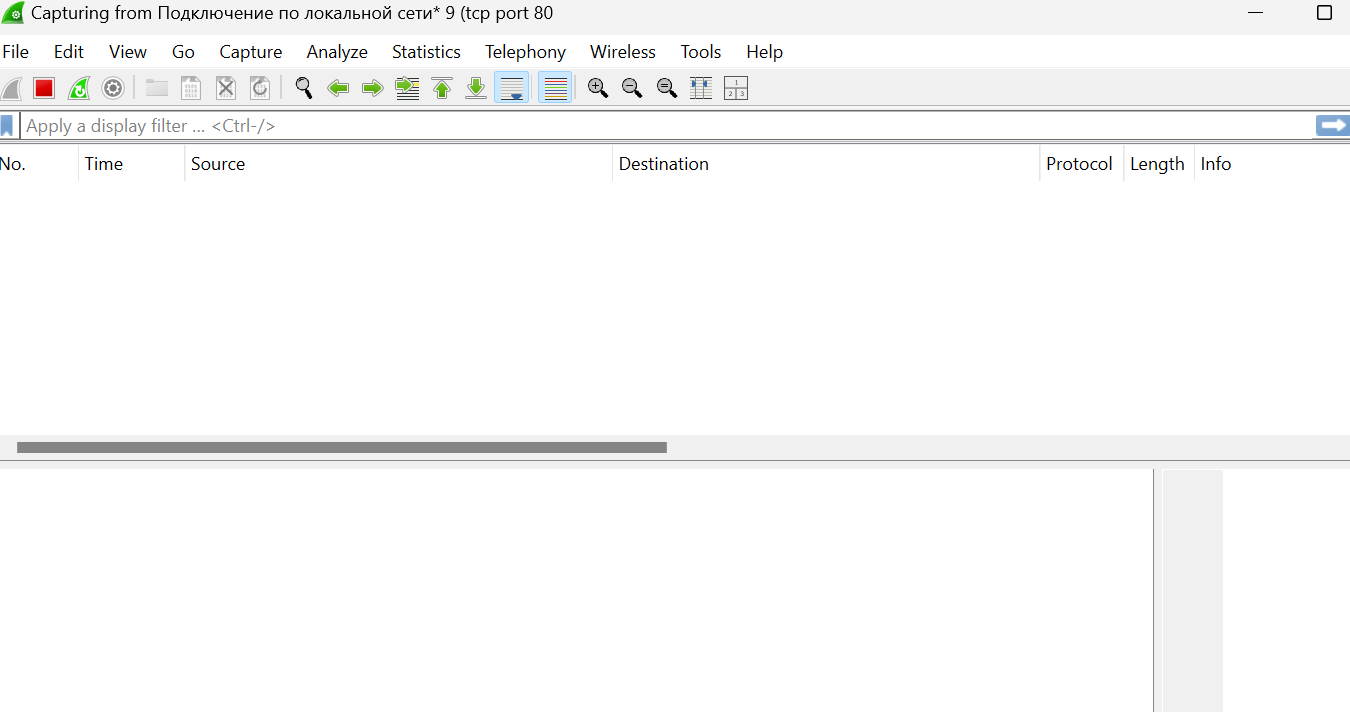 Capturing from Подключение по локальной сети* 9 (tcp port 80
File Edit View Go Capture Analyze Statistics Telephony Wireless Tools Help
Apply a display filter ... <Ctrl-/>
No. Time Source Destination Protocol Length Info